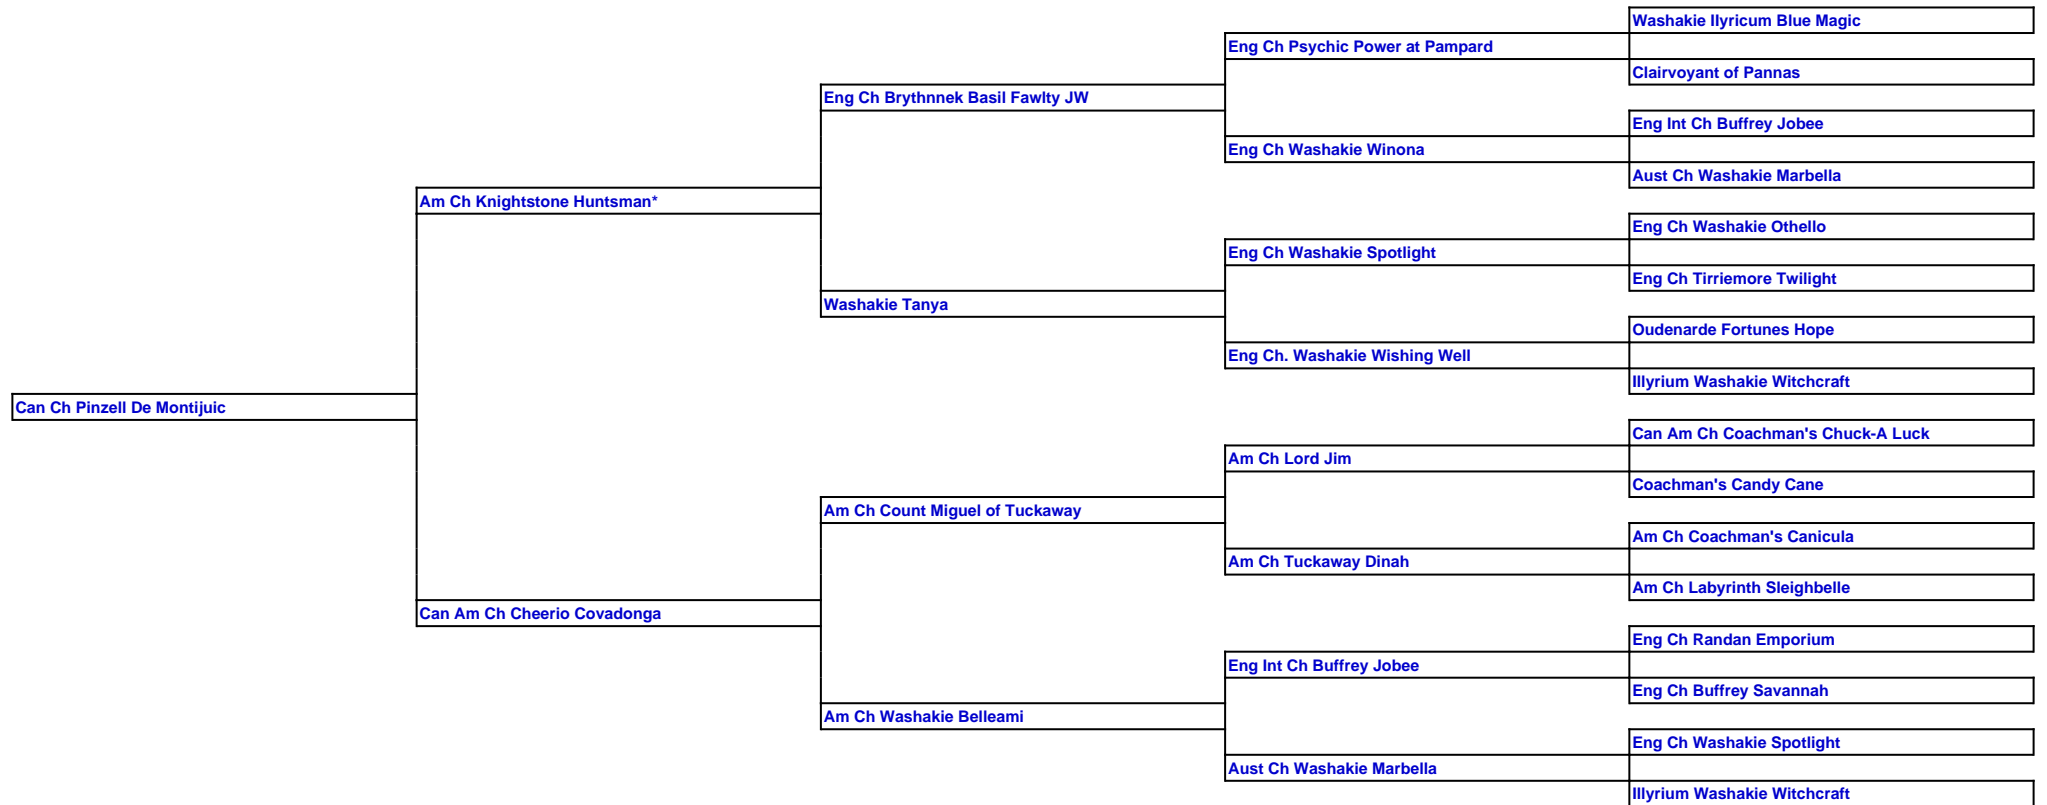 Washakie Ilyricum Blue Magic
Eng Ch Psychic Power at Pampard
Clairvoyant of Pannas
Eng Ch Brythnnek Basil Fawlty JW
Eng Int Ch Buffrey Jobee
Eng Ch Washakie Winona
Aust Ch Washakie Marbella
Am Ch Knightstone Huntsman*
Eng Ch Washakie Othello
Eng Ch Washakie Spotlight
Eng Ch Tirriemore Twilight
Washakie Tanya
Oudenarde Fortunes Hope
Eng Ch. Washakie Wishing Well
Illyrium Washakie Witchcraft
Can Ch Pinzell De Montijuic
Can Am Ch Coachman's Chuck-A Luck
Am Ch Lord Jim
Coachman's Candy Cane
Am Ch Count Miguel of Tuckaway
Am Ch Coachman's Canicula
Am Ch Tuckaway Dinah
Am Ch Labyrinth Sleighbelle
Can Am Ch Cheerio Covadonga
Eng Ch Randan Emporium
Eng Int Ch Buffrey Jobee
Eng Ch Buffrey Savannah
Am Ch Washakie Belleami
Eng Ch Washakie Spotlight
Aust Ch Washakie Marbella
Illyrium Washakie Witchcraft